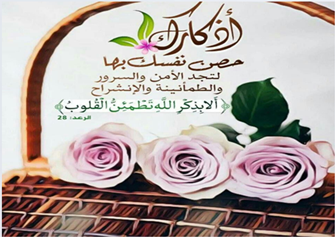 أذكارك
حصن نفسك بها
لتجد الأمن والسرور
والطمأنينة والإنشراح
﴿ أَلَا بِذِكْرِ اللَّهِ تَطْمَئِنُّ الْقُلُوبُ ﴾
الرعد: 28